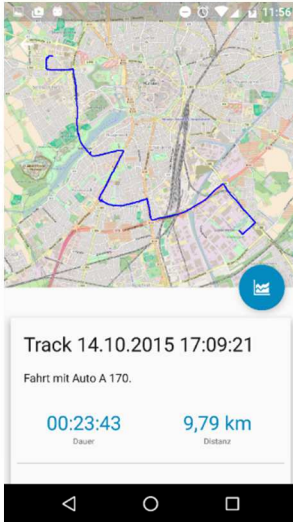 11:56
Track 14.10.2015 17:09:21
Fahrt mit Auto A 170.
00:23:43 9,79 km
Dauer Distanz